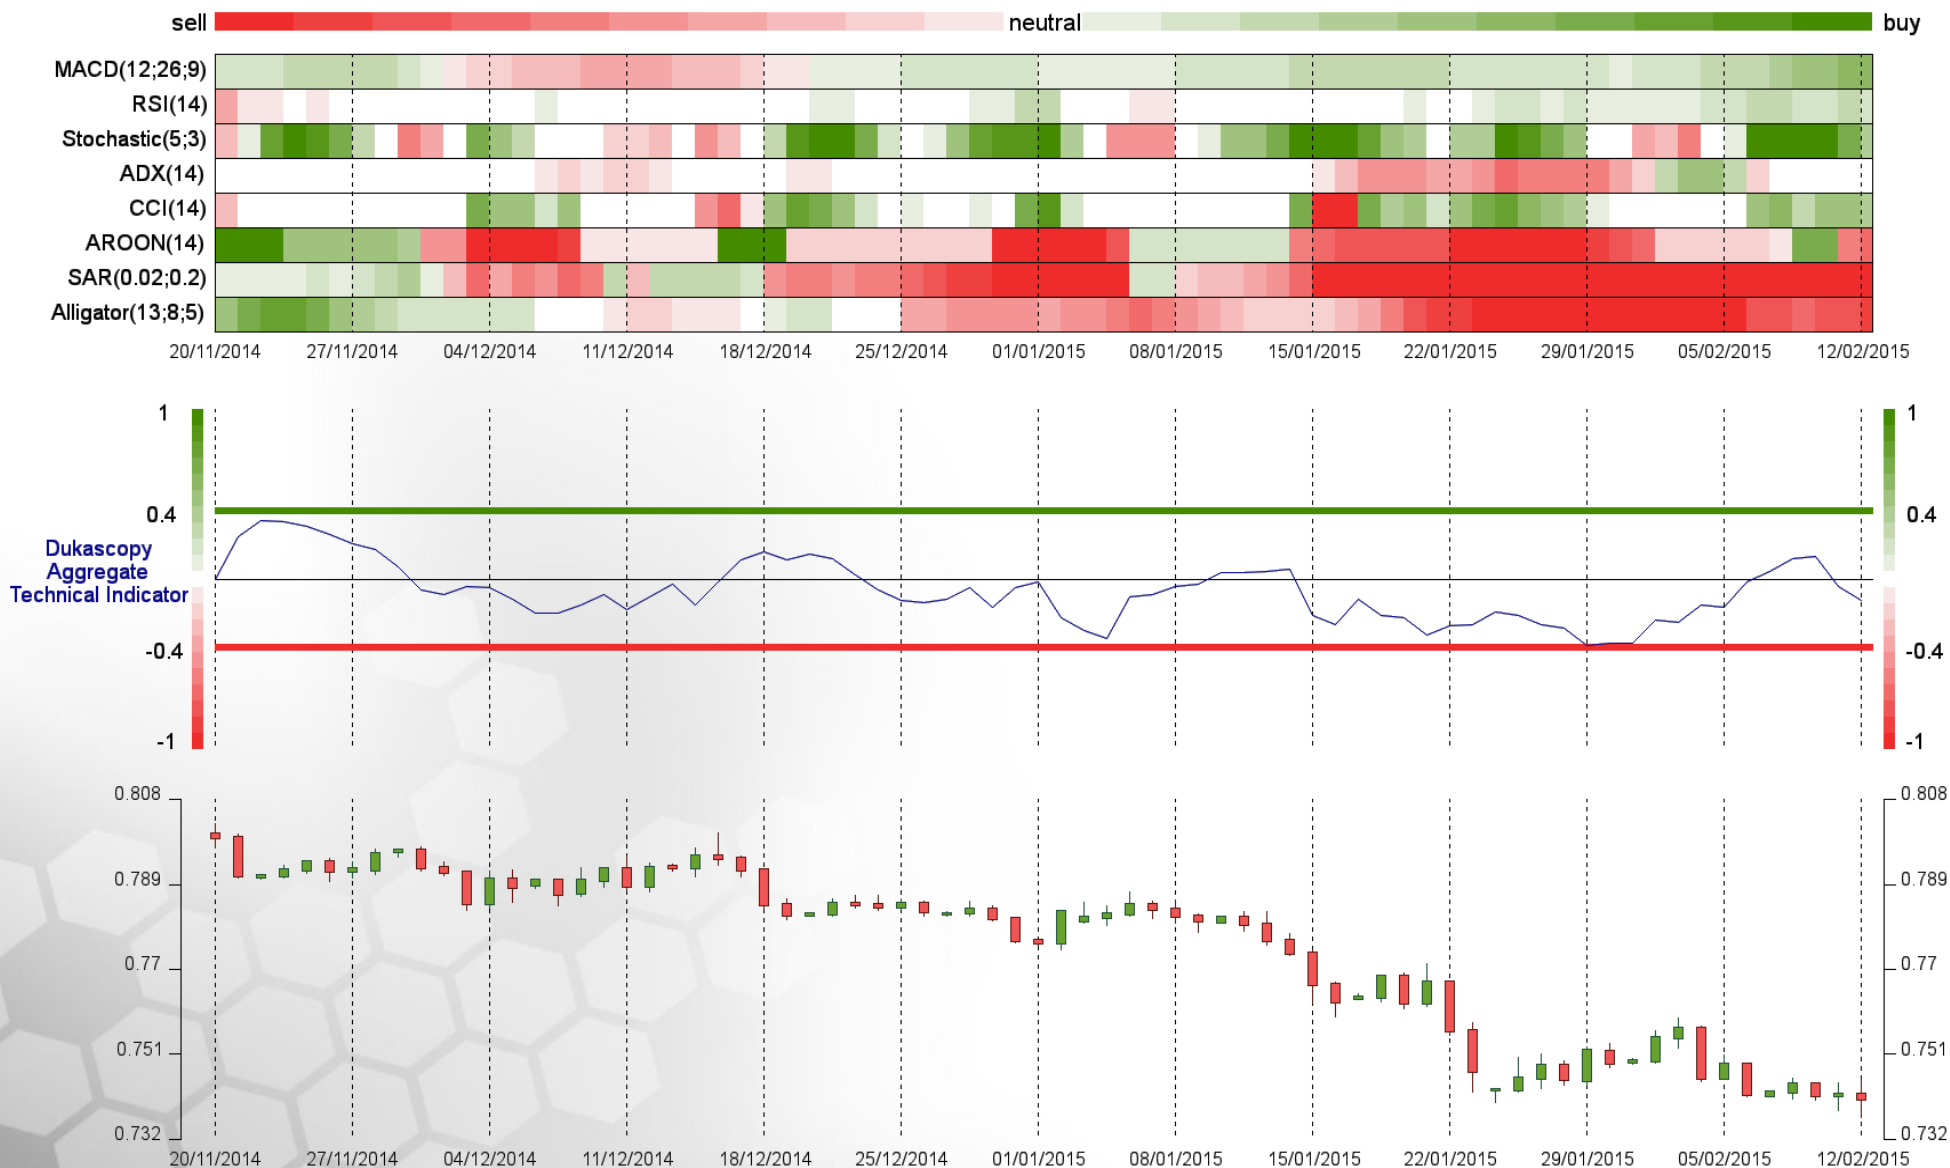 sell neutral buy
MACD(12;26;9)
RSI(14)
Stochastic(5;3)
ADX(14)
CCI(14)
AROON(14)
SAR(0.02;0.2)
Alligator(13;8;5)
20/11/2014 27/11/2014 04/12/2014 11/12/2014 18/12/2014 25/12/2014 01/01/2015 08/01/2015 15/01/2015 22/01/2015 29/01/2015 05/02/2015 12/02/2015
1 1
0.4 0.4
Dukascopy
Aggregate
Technical Indicator
-0.4 -0.4
-1 -1
0.808 0.808
0.789 0.789
0.77 0.77
0.751 0.751
0.732 0.732
20/11/2014 27/11/2014 04/12/2014 11/12/2014 18/12/2014 25/12/2014 01/01/2015 08/01/2015 15/01/2015 22/01/2015 29/01/2015 05/02/2015 12/02/2015